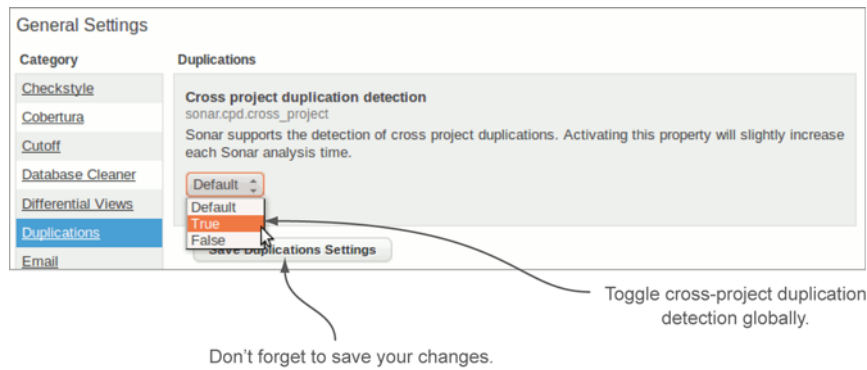 General Settings
Category
Duplications
Checkstyle
Cobertura
Cutoff
Database Cleaner
Differential Views
Duplications
Email
Cross project duplication detection
sonar.cpd.cross_project
Sonar supports the detection of cross project duplications. Activating this property will slightly increase
each Sonar analysis time.
Default
Default
True
False
Save Duplications Settings
Toggle cross-project duplication
detection globally.
Don't forget to save your changes.